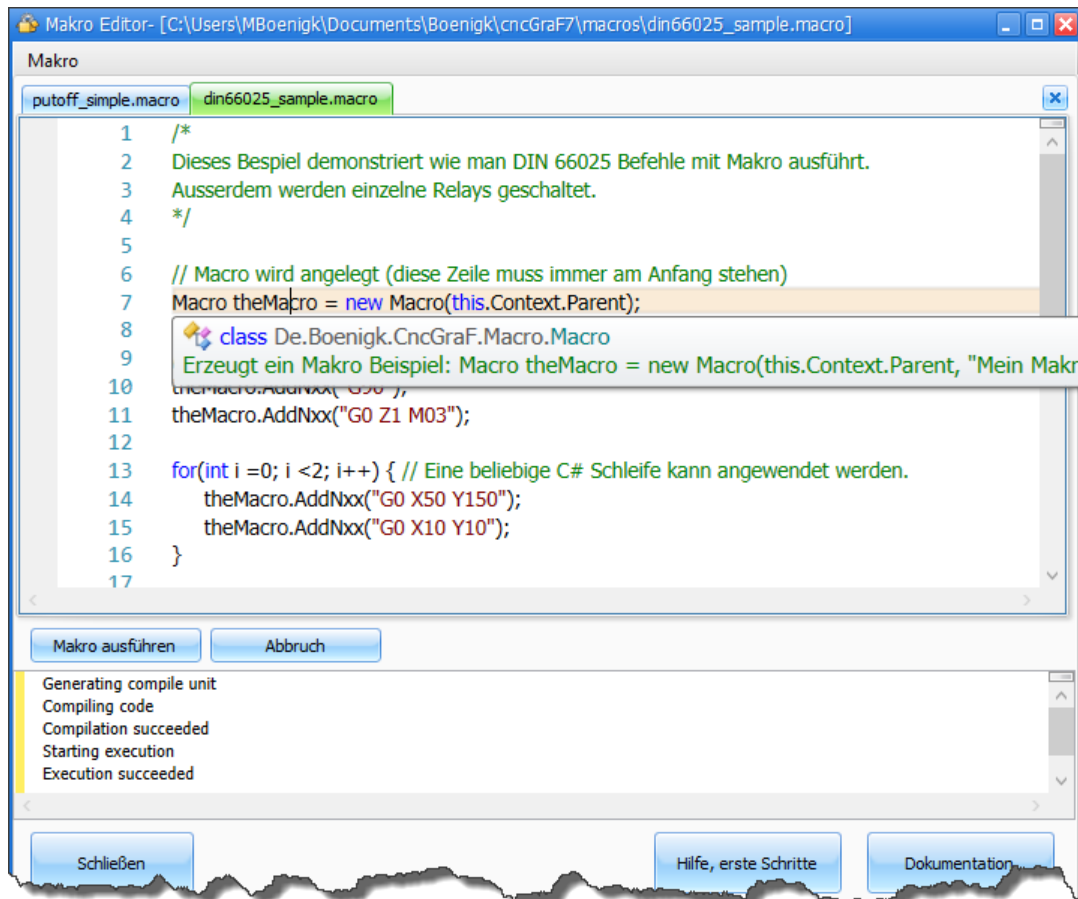 Makro Editor- [C:\Users\MBoenigk\Documents\Boenigk\cncGraF7\macros\din66025_sample.macro]
Makro
putoff_simple.macro din66025_sample.macro
1 /*
2 Dieses Bespiel demonstriert wie man DIN 66025 Befehle mit Makro ausführt.
3 Ausserdem werden einzelne Relays geschaltet.
4 */
5
6 // Macro wird angelegt (diese Zeile muss immer am Anfang stehen)
7 Macro theMacro = new Macro(this.Context.Parent);
8 class De.Boenigk.CncGraF.Macro.Macro
9 Erzeugt ein Makro Beispiel: Macro theMacro = new Macro(this.Context.Parent, "Mein Makr
10 theMacro.AddNxx("G90");
11 theMacro.AddNxx("G0 Z1 M03");
12
13 for(int i =0; i <2; i++) { // Eine beliebige C# Schleife kann angewendet werden.
14 theMacro.AddNxx("G0 X50 Y150");
15 theMacro.AddNxx("G0 X10 Y10");
16 }
17
Makro ausführen Abbruch
Generating compile unit
Compiling code
Compilation succeeded
Starting execution
Execution succeeded
Schließen Hilfe, erste Schritte Dokumentation